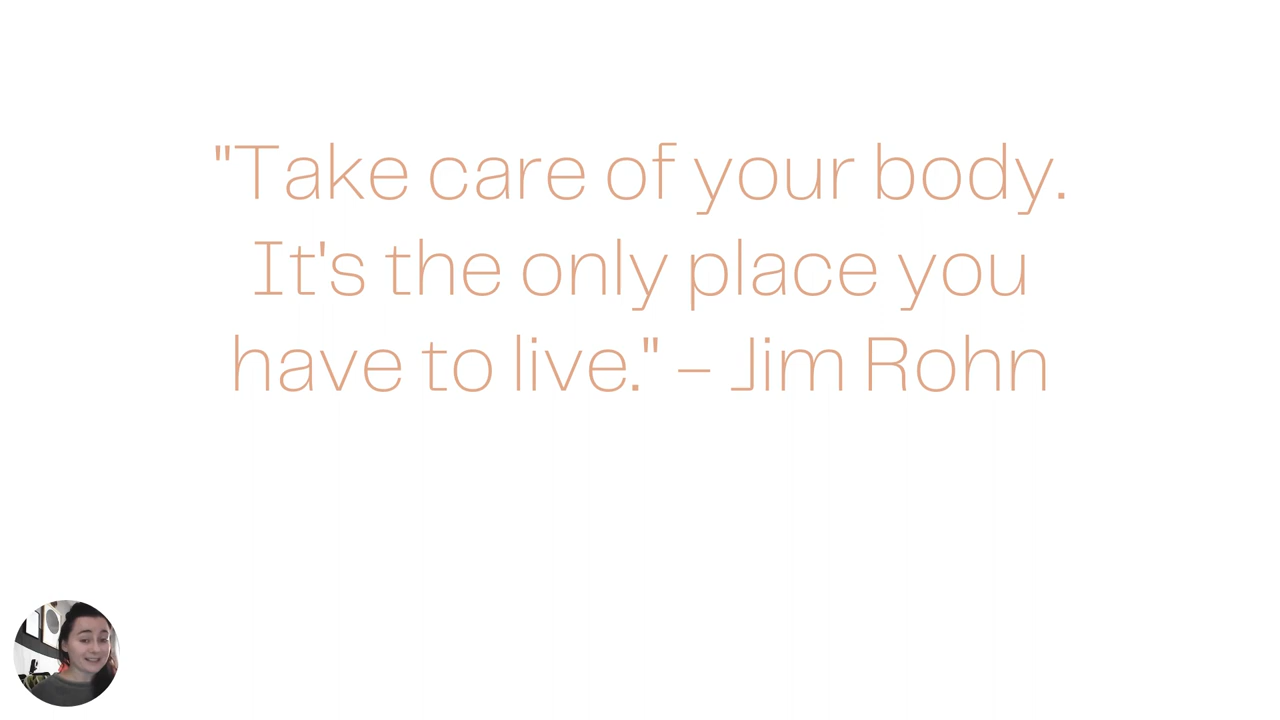 "Take care of your body.
It's the only place you
have to live." – Jim Rohn